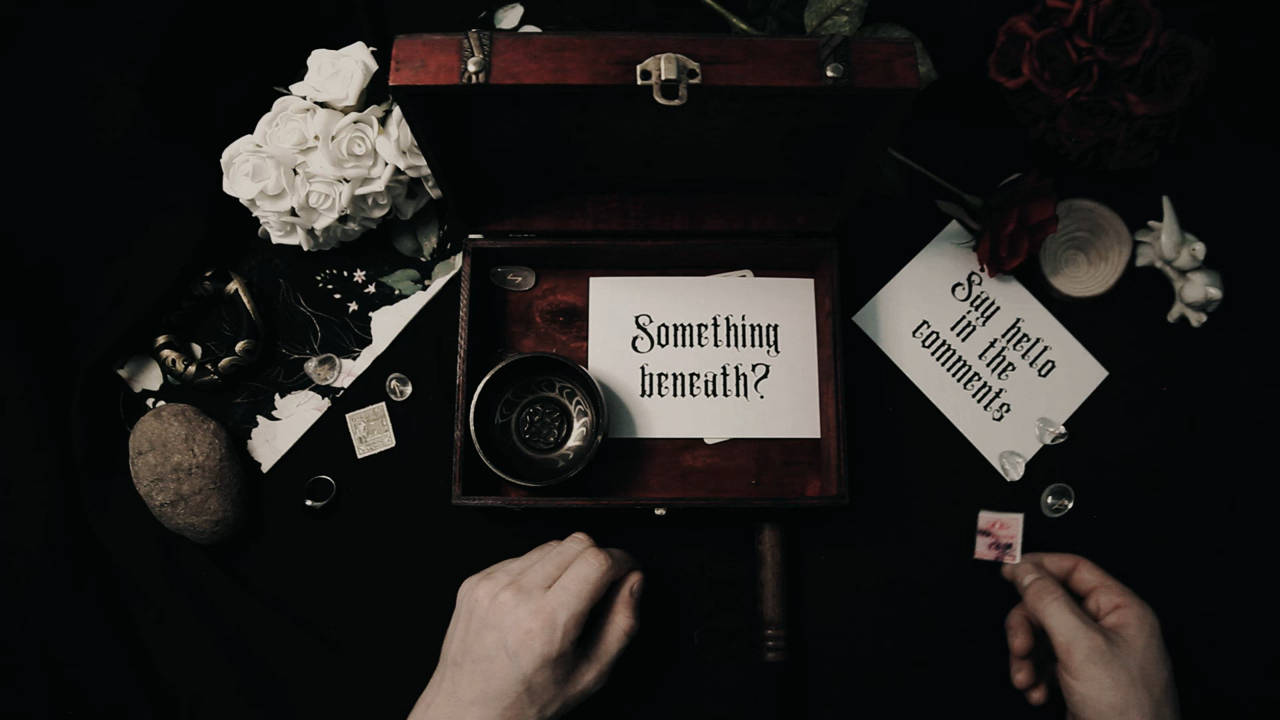 Something
beneath?
Say hello
in the
comments